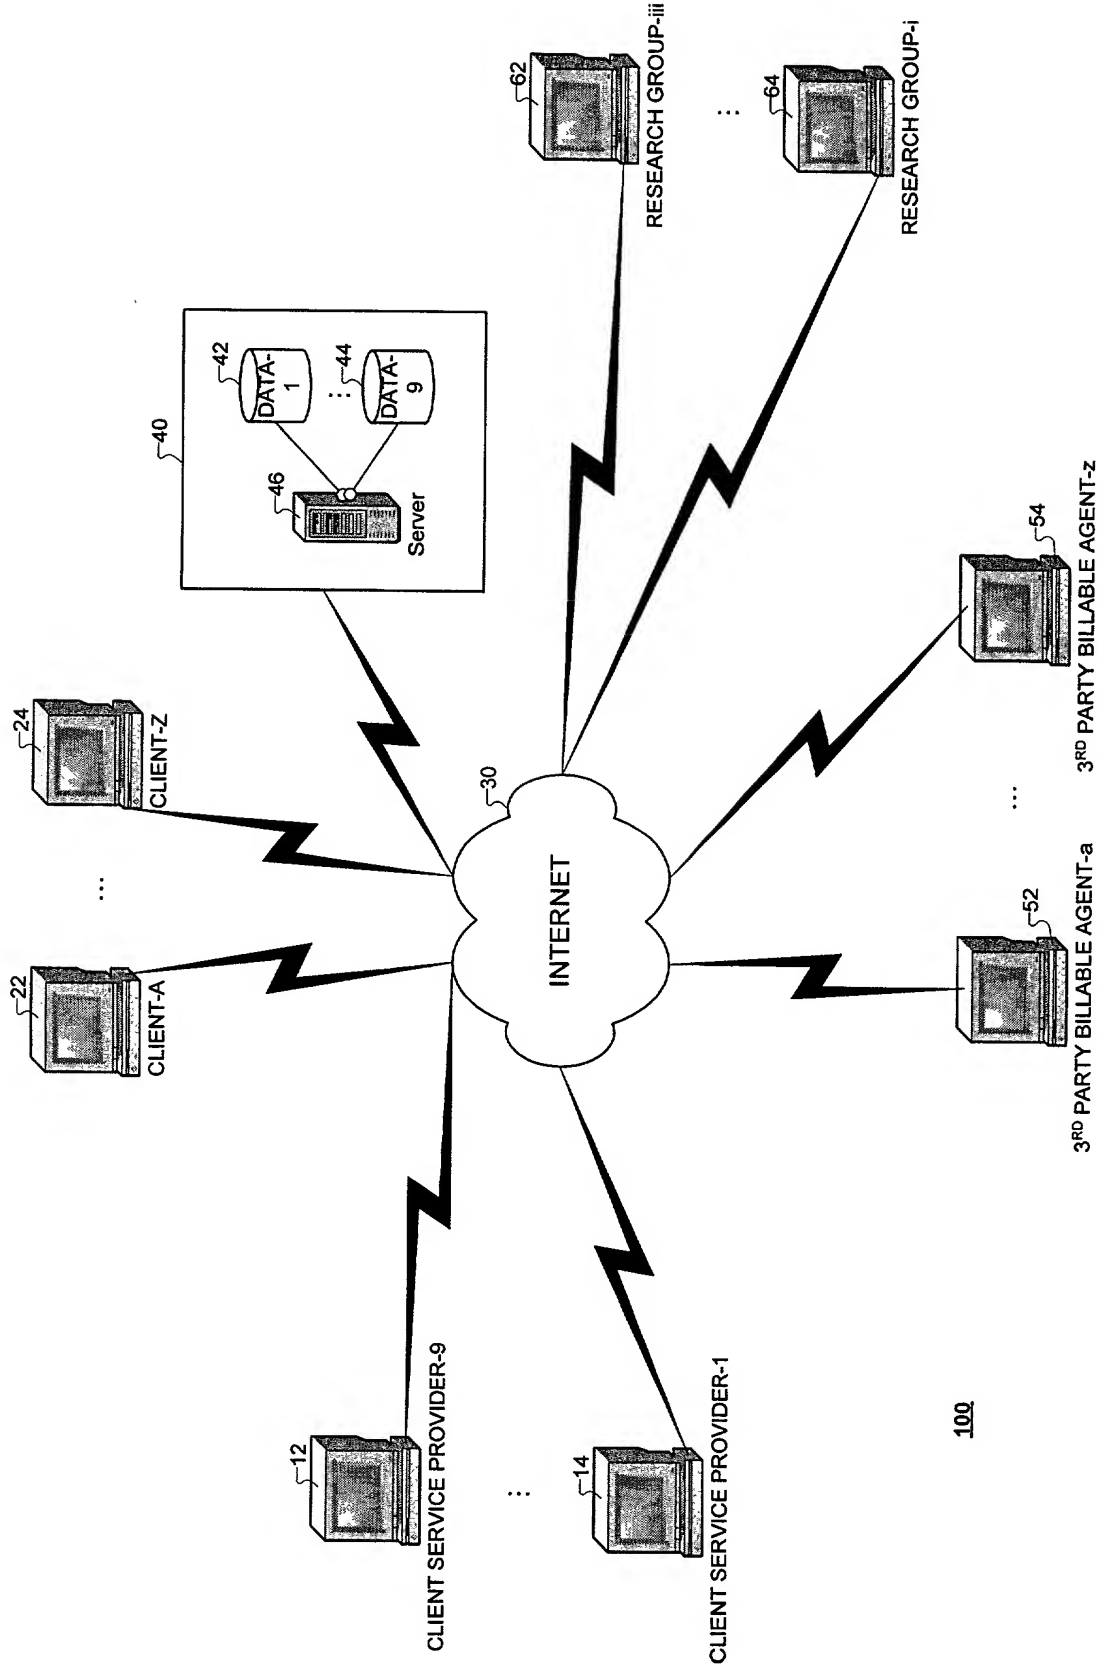 22
CLIENT-A
...
24
CLIENT-Z
40
42
DATA-
1
...
44
DATA-
9
46
Server
62
RESEARCH GROUP-iii
...
64
RESEARCH GROUP-i
12
CLIENT SERVICE PROVIDER-9
...
14
CLIENT SERVICE PROVIDER-1
30
INTERNET
52
3RD PARTY BILLABLE AGENT-a
...
54
3RD PARTY BILLABLE AGENT-z
100